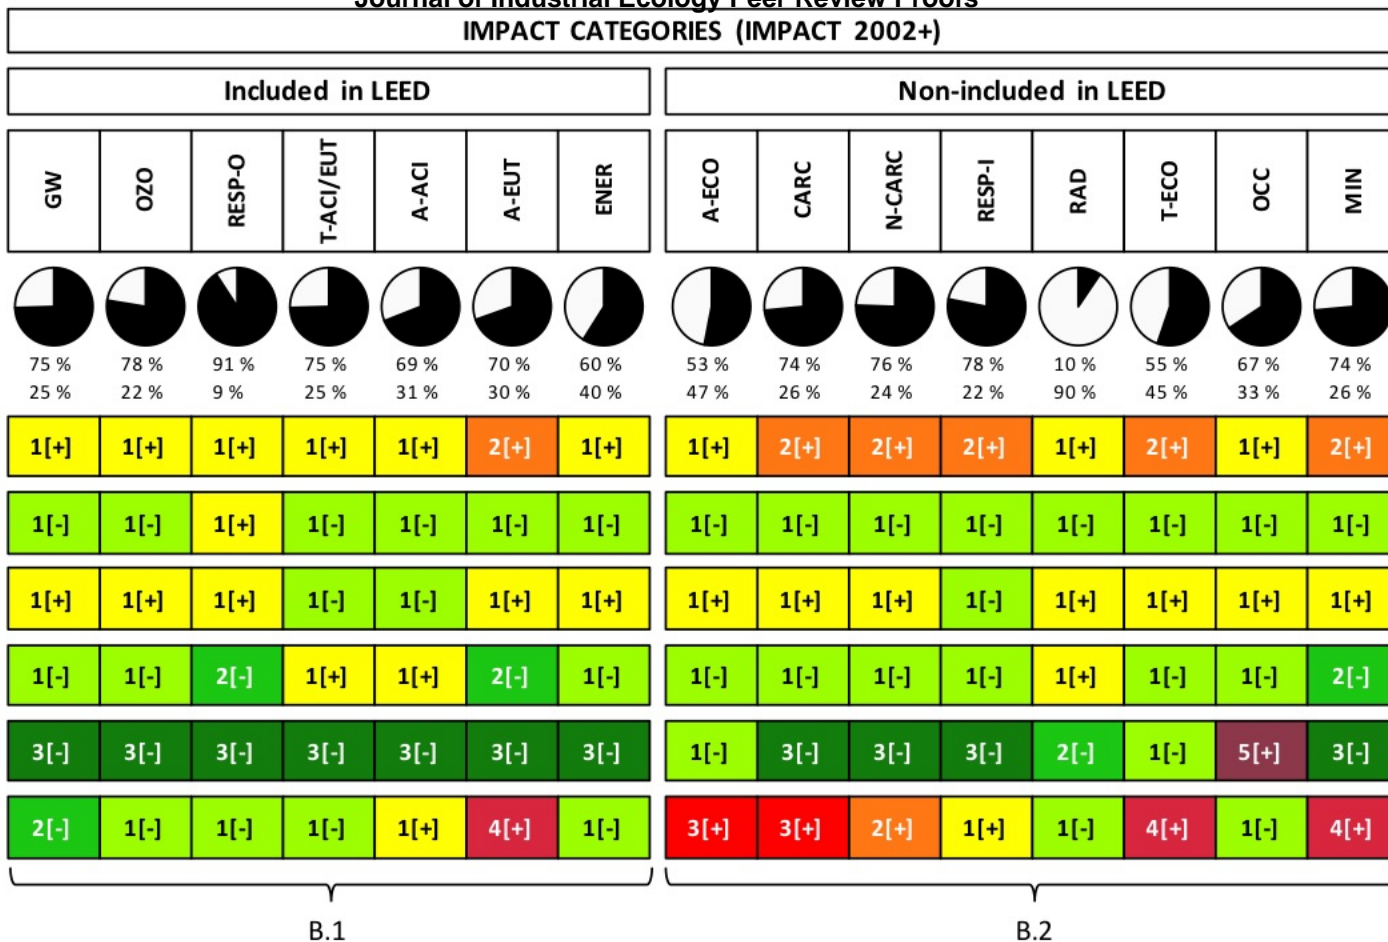 Journal of Industrial Ecology Peer Review Proofs
IMPACT CATEGORIES (IMPACT 2002+)
Included in LEED Non-included in LEED
GW OZO RESP-O T-ACI/EUT A-ACI A-EUT ENER A-ECO CARC N-CARC RESP-I RAD T-ECO OCC MIN
75 % 78 % 91 % 75 % 69 % 70 % 60 % 53 % 74 % 76 % 78 % 10 % 55 % 67 % 74 %
25 % 22 % 9 % 25 % 31 % 30 % 40 % 47 % 26 % 24 % 22 % 90 % 45 % 33 % 26 %
1[+] 1[+] 1[+] 1[+] 1[+] 2[+] 1[+] 1[+] 2[+] 2[+] 2[+] 1[+] 2[+] 1[+] 2[+]
1[-] 1[-] 1[+] 1[-] 1[-] 1[-] 1[-] 1[-] 1[-] 1[-] 1[-] 1[-] 1[-] 1[-] 1[-]
1[+] 1[+] 1[+] 1[-] 1[-] 1[+] 1[+] 1[+] 1[+] 1[+] 1[-] 1[+] 1[+] 1[+] 1[+]
1[-] 1[-] 2[-] 1[+] 1[+] 2[-] 1[-] 1[-] 1[-] 1[-] 1[-] 1[+] 1[-] 1[-] 2[-]
3[-] 3[-] 3[-] 3[-] 3[-] 3[-] 3[-] 1[-] 3[-] 3[-] 3[-] 2[-] 1[-] 5[+] 3[-]
2[-] 1[-] 1[-] 1[-] 1[+] 4[+] 1[-] 3[+] 3[+] 2[+] 1[+] 1[-] 4[+] 1[-] 4[+]
B.1 B.2